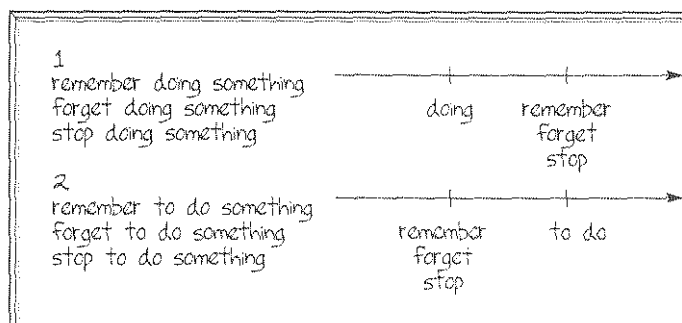 1
remember doing something
forget doing something
stop doing something
doing remember
forget
stop
2
remember to do something
forget to do something
stop to do something
remember to do
forget
stop